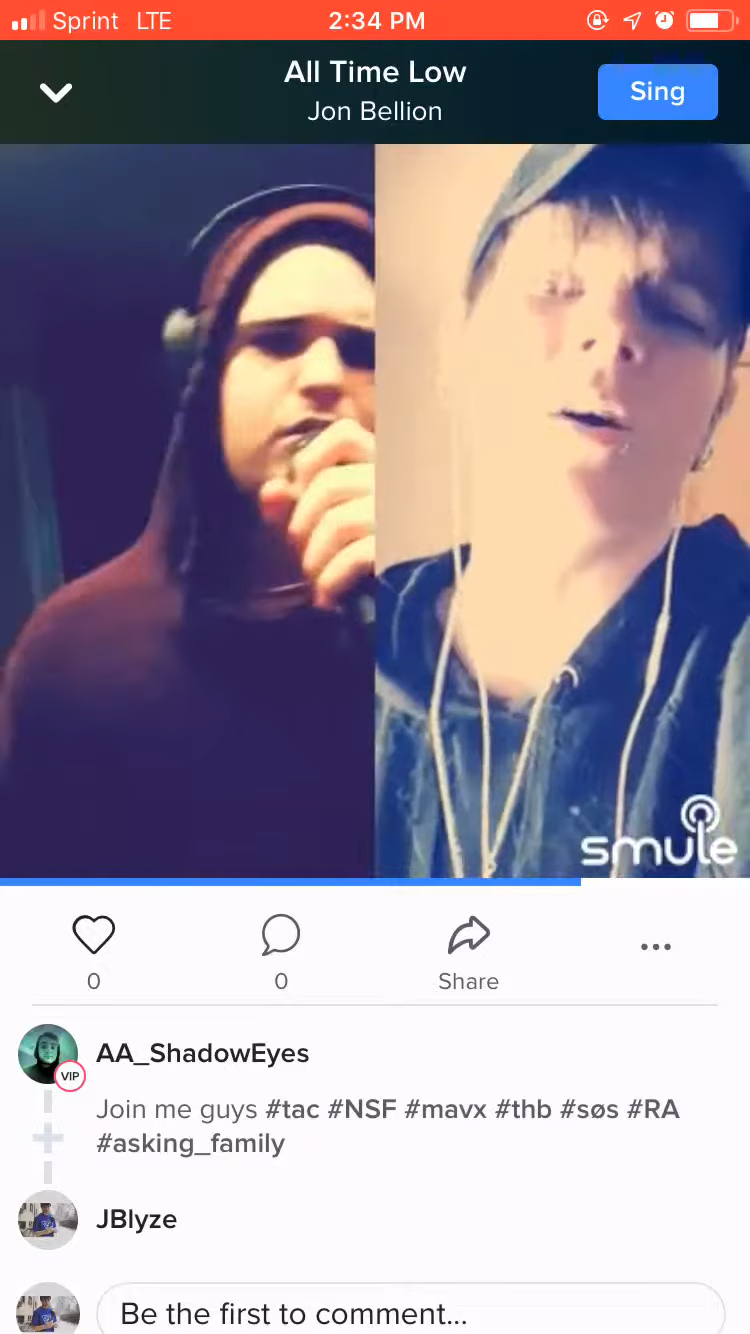 Sprint LTE 2:34 PM
All Time Low
Jon Bellion
Sing
smule
0 0 Share
AA_ShadowEyes
VIP
Join me guys #tac #NSF #mavx #thb #søs #RA
#asking_family
JBlyze
Be the first to comment...